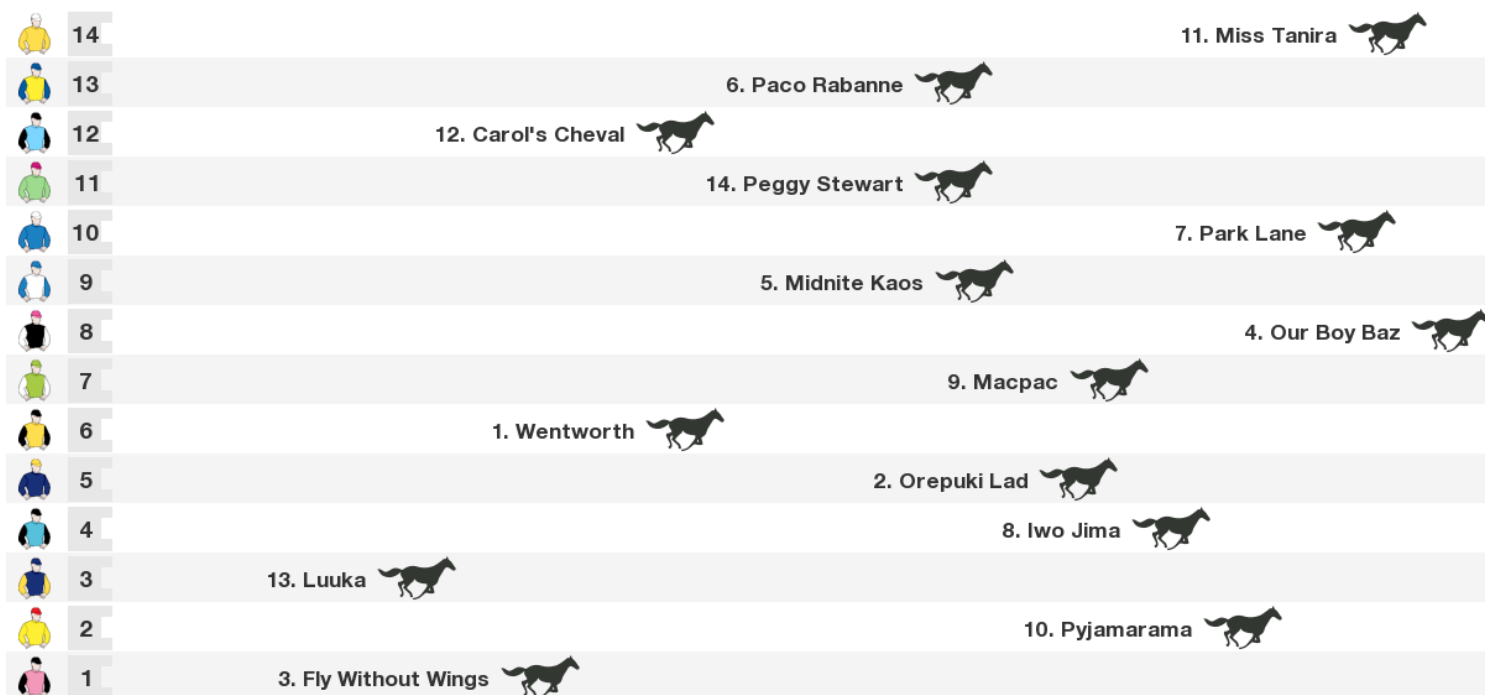 14 11. Miss Tanira
13 6. Paco Rabanne
12 12. Carol's Cheval
11 14. Peggy Stewart
10 7. Park Lane
9 5. Midnite Kaos
8 4. Our Boy Baz
7 9. Macpac
6 1. Wentworth
5 2. Orepuki Lad
4 8. Iwo Jima
3 13. Luuka
2 10. Pyjamarama
1 3. Fly Without Wings